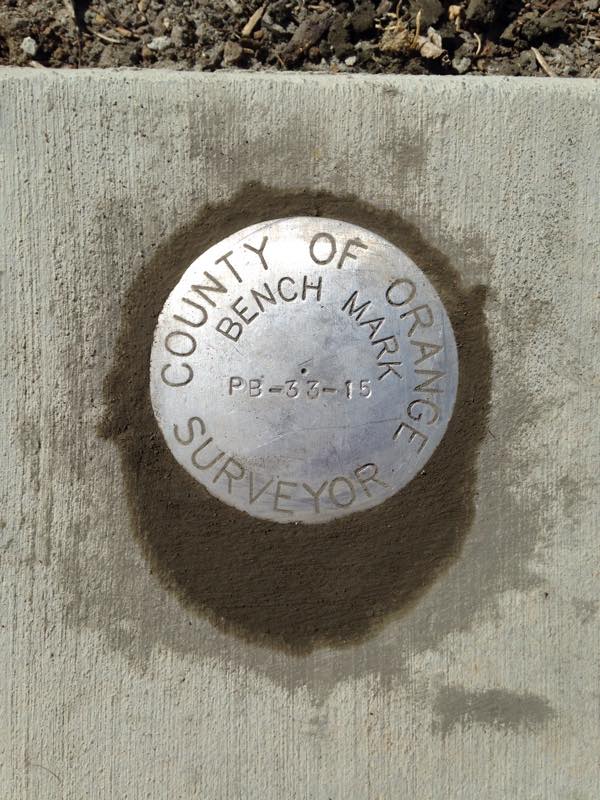 COUNTY OF ORANGE
BENCH MARK
PB-33-15
SURVEYOR